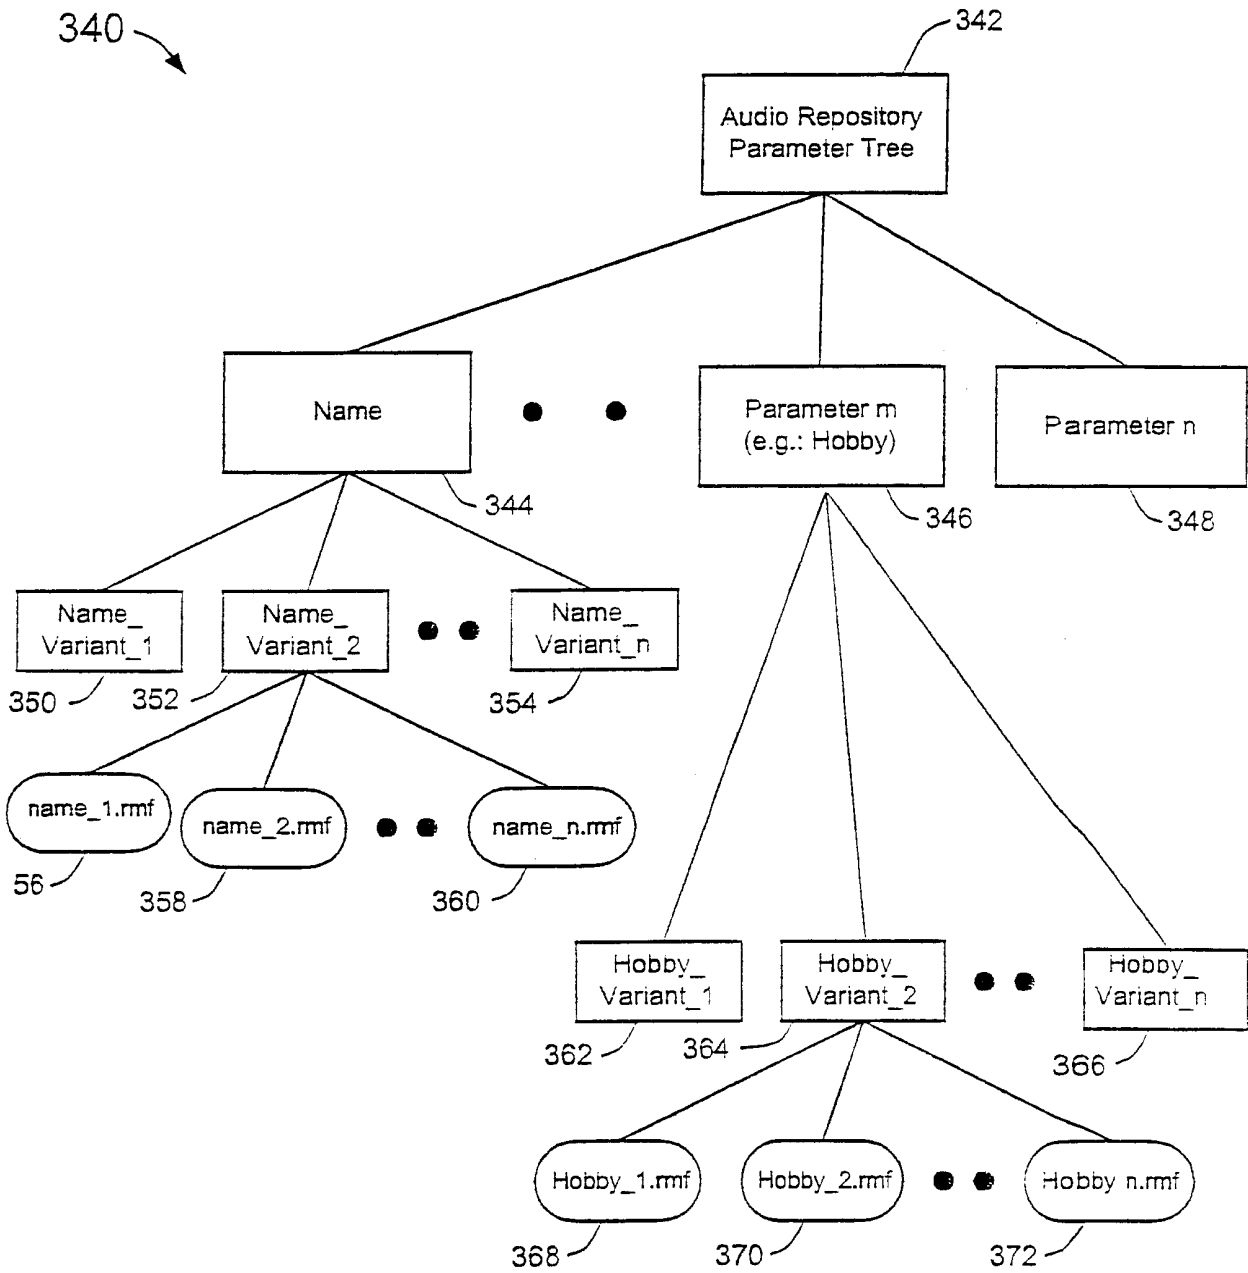 340
342
Audio Repository
Parameter Tree
Name
Parameter m
(e.g.: Hobby)
Parameter n
344
346
348
Name_
Variant_1
Name_
Variant_2
Name_
Variant_n
350
352
354
name_1.rmf
name_2.rmf
name_n.rmf
56
358
360
Hobby_
Variant_1
Hobby_
Variant_2
Hobby_
Variant_n
362
364
366
Hobby_1.rmf
Hobby_2.rmf
Hobby n.rmf
368
370
372